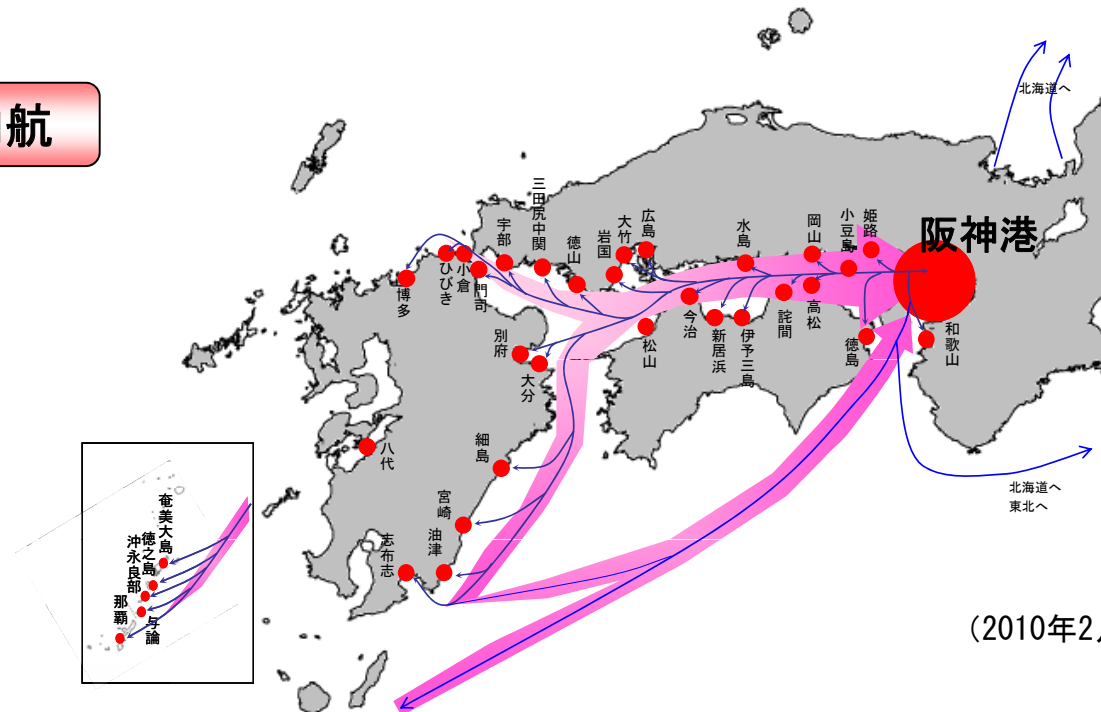 航
北海道へ
阪神港
姫路
小豆島
岡山
水島
広島
大竹
岩国
徳山
三田尻中関
宇部
門司
小倉
ひびき
博多
高松
詫間
伊予三島
新居浜
今治
松山
徳島
和歌山
別府
大分
八代
細島
宮崎
油津
志布志
北海道へ
東北へ
奄美大島
徳之島
沖永良部
与論
那覇
(2010年2